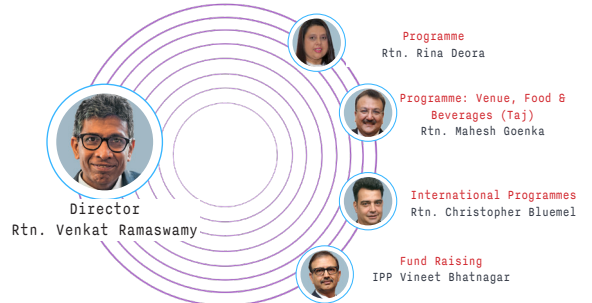 Programme
Rtn. Rina Deora
Programme: Venue, Food &
Beverages (Taj)
Rtn. Mahesh Goenka
Director
Rtn. Venkat Ramaswamy
International Programmes
Rtn. Christopher Bluemel
Fund Raising
IPP Vineet Bhatnagar